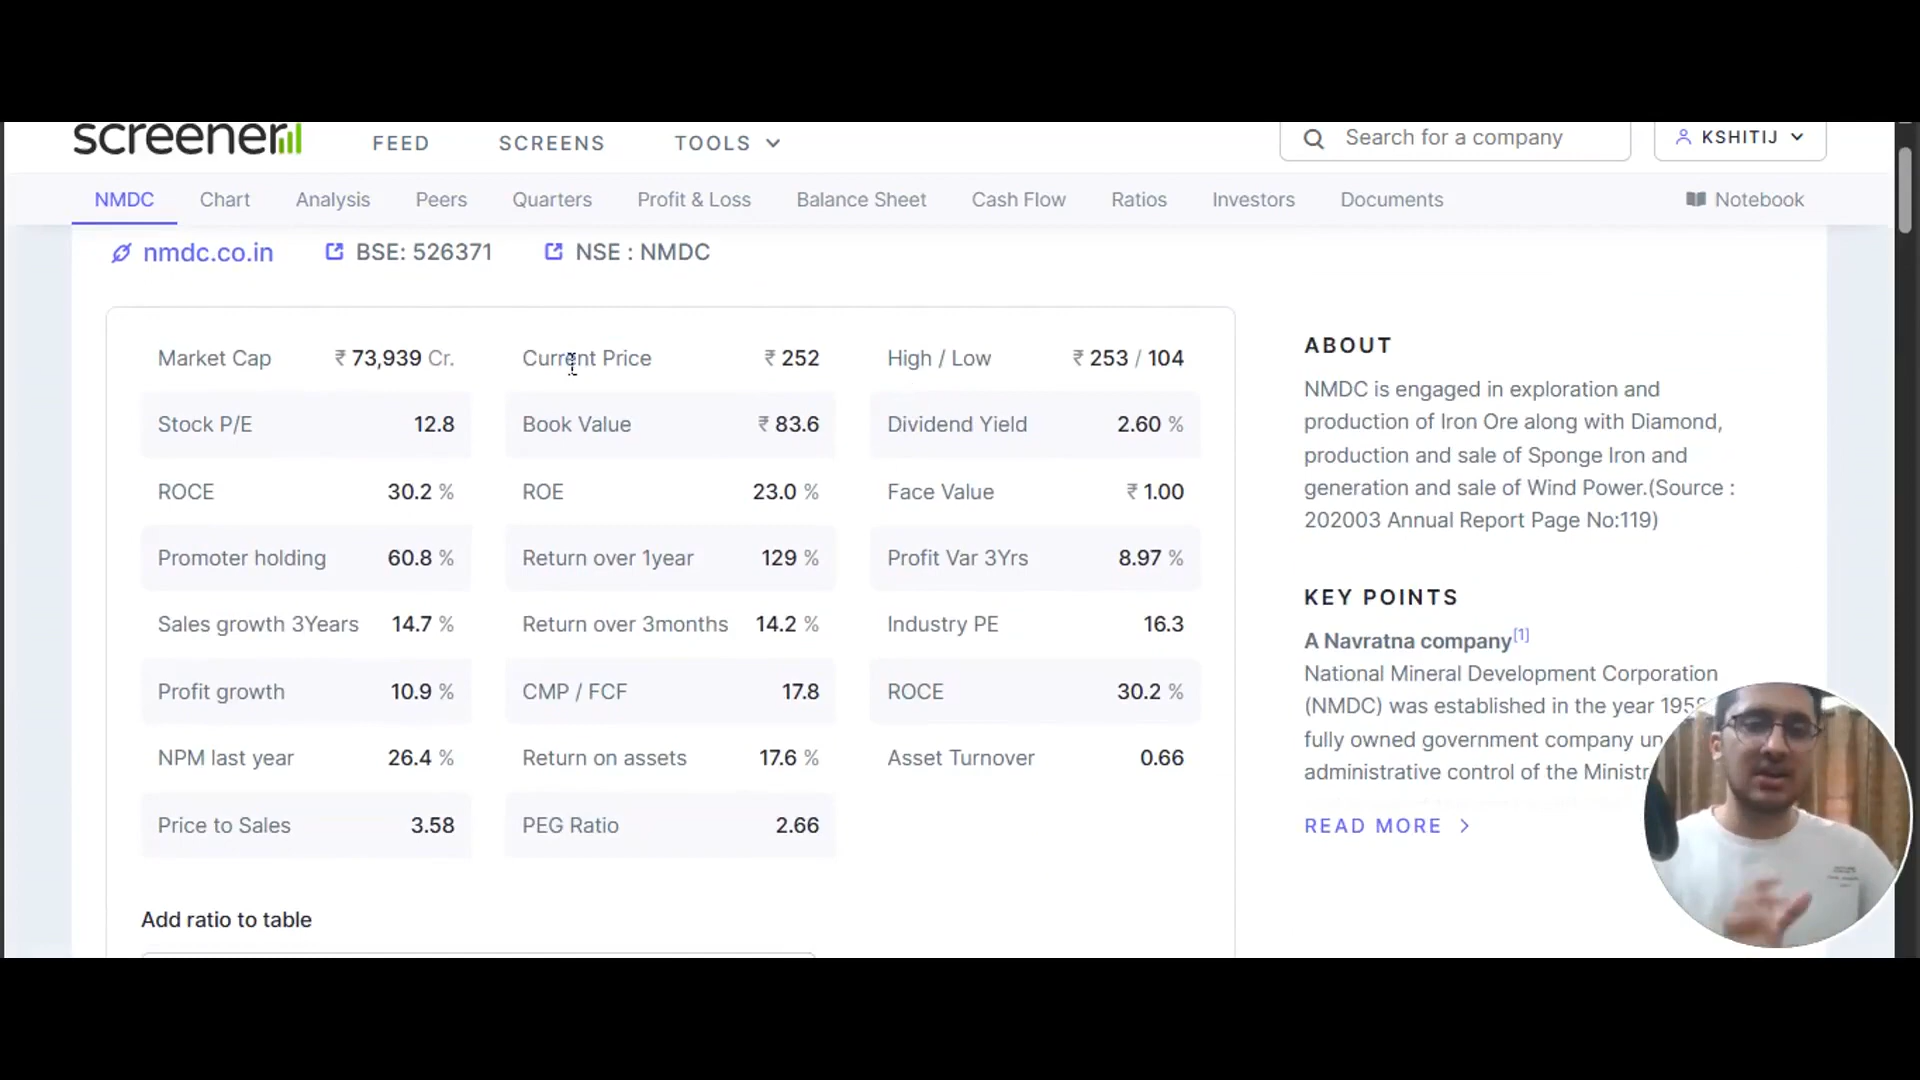 screener
FEED
SCREENS
TOOLS
Search for a company
KSHITIJ
NMDC
Chart
Analysis
Peers
Quarters
Profit & Loss
Balance Sheet
Cash Flow
Ratios
Investors
Documents
Notebook
nmdc.co.in
BSE: 526371
NSE : NMDC
Market Cap ₹ 73,939 Cr.
Current Price ₹ 252
High / Low ₹ 253 / 104
Stock P/E 12.8
Book Value ₹ 83.6
Dividend Yield 2.60 %
ROCE 30.2 %
ROE 23.0 %
Face Value ₹ 1.00
Promoter holding 60.8 %
Return over 1year 129 %
Profit Var 3Yrs 8.97 %
Sales growth 3Years 14.7 %
Return over 3months 14.2 %
Industry PE 16.3
Profit growth 10.9 %
CMP / FCF 17.8
ROCE 30.2 %
NPM last year 26.4 %
Return on assets 17.6 %
Asset Turnover 0.66
Price to Sales 3.58
PEG Ratio 2.66
Add ratio to table
ABOUT
NMDC is engaged in exploration and
production of Iron Ore along with Diamond,
production and sale of Sponge Iron and
generation and sale of Wind Power.(Source :
202003 Annual Report Page No:119)
KEY POINTS
A Navratna company[1]
National Mineral Development Corporation
(NMDC) was established in the year 1958
fully owned government company un
administrative control of the Ministr
READ MORE